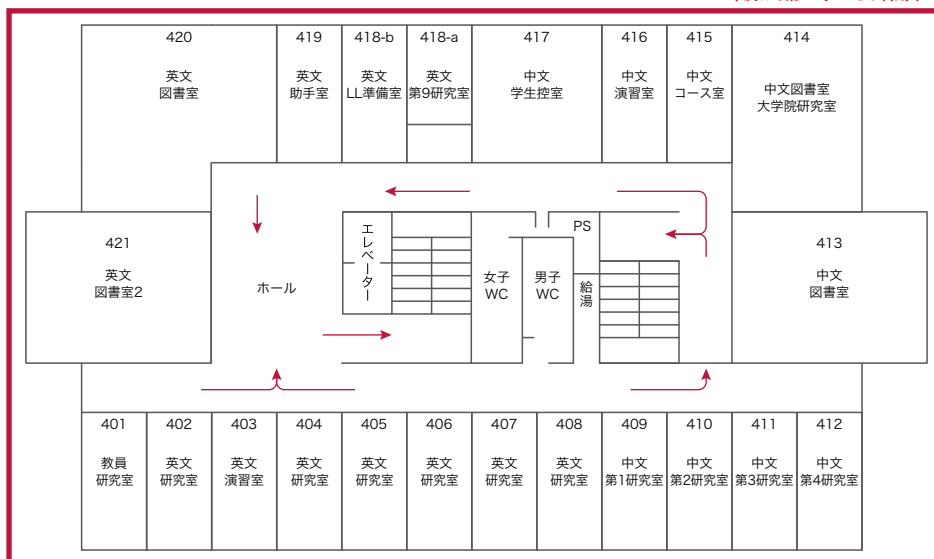 420
英文
図書室
419
英文
助手室
418-b
英文
LL準備室
418-a
英文
第9研究室
417
中文
学生控室
416
中文
演習室
415
中文
コース室
414
中文図書室
大学院研究室
421
英文
図書室2
ホール
エレベーター
女子
WC
男子
WC
PS
給湯
413
中文
図書室
401
教員
研究室
402
英文
研究室
403
英文
演習室
404
英文
研究室
405
英文
研究室
406
英文
研究室
407
英文
研究室
408
英文
研究室
409
中文
第1研究室
410
中文
第2研究室
411
中文
第3研究室
412
中文
第4研究室